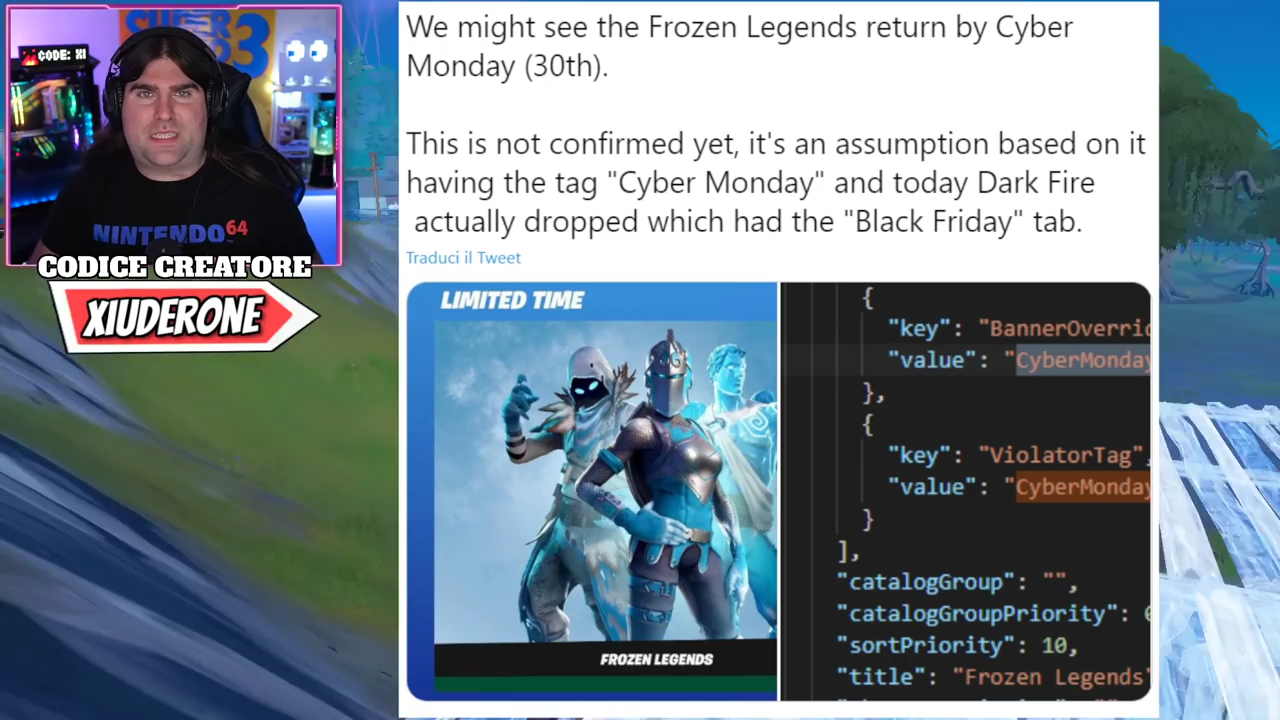 CODE: XI
NINTENDO 64
CODICE CREATORE
XIUDERONE
We might see the Frozen Legends return by Cyber
Monday (30th).
This is not confirmed yet, it's an assumption based on it
having the tag "Cyber Monday" and today Dark Fire
actually dropped which had the "Black Friday" tab.
Traduci il Tweet
LIMITED TIME
FROZEN LEGENDS
{
"key": "BannerOverrid
"value": "CyberMonday
},
{
"key": "ViolatorTag",
"value": "CyberMonday
}
],
"catalogGroup": "",
"catalogGroupPriority": 0
"sortPriority": 10,
"title": "Frozen Legends"